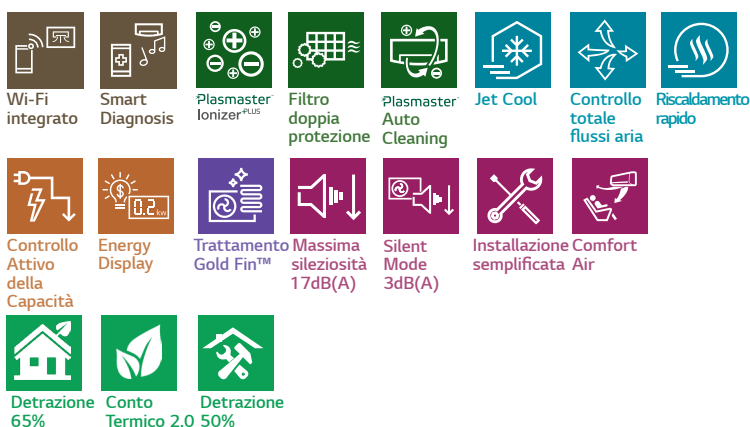 Wi-Fi
integrato
Smart
Diagnosis
Plasmaster™
Ionizer+PLUS
Filtro
doppia
protezione
Plasmaster™
Auto
Cleaning
Jet Cool
Controllo
totale
flussi aria
Riscaldamento
rapido
0.2 kw
Controllo
Attivo
della
Capacità
Energy
Display
Trattamento
Gold Fin™
Massima
sileziosità
17dB(A)
Silent
Mode
3dB(A)
Installazione
semplificata
Comfort
Air
Detrazione
65%
Conto
Termico 2.0
Detrazione
50%